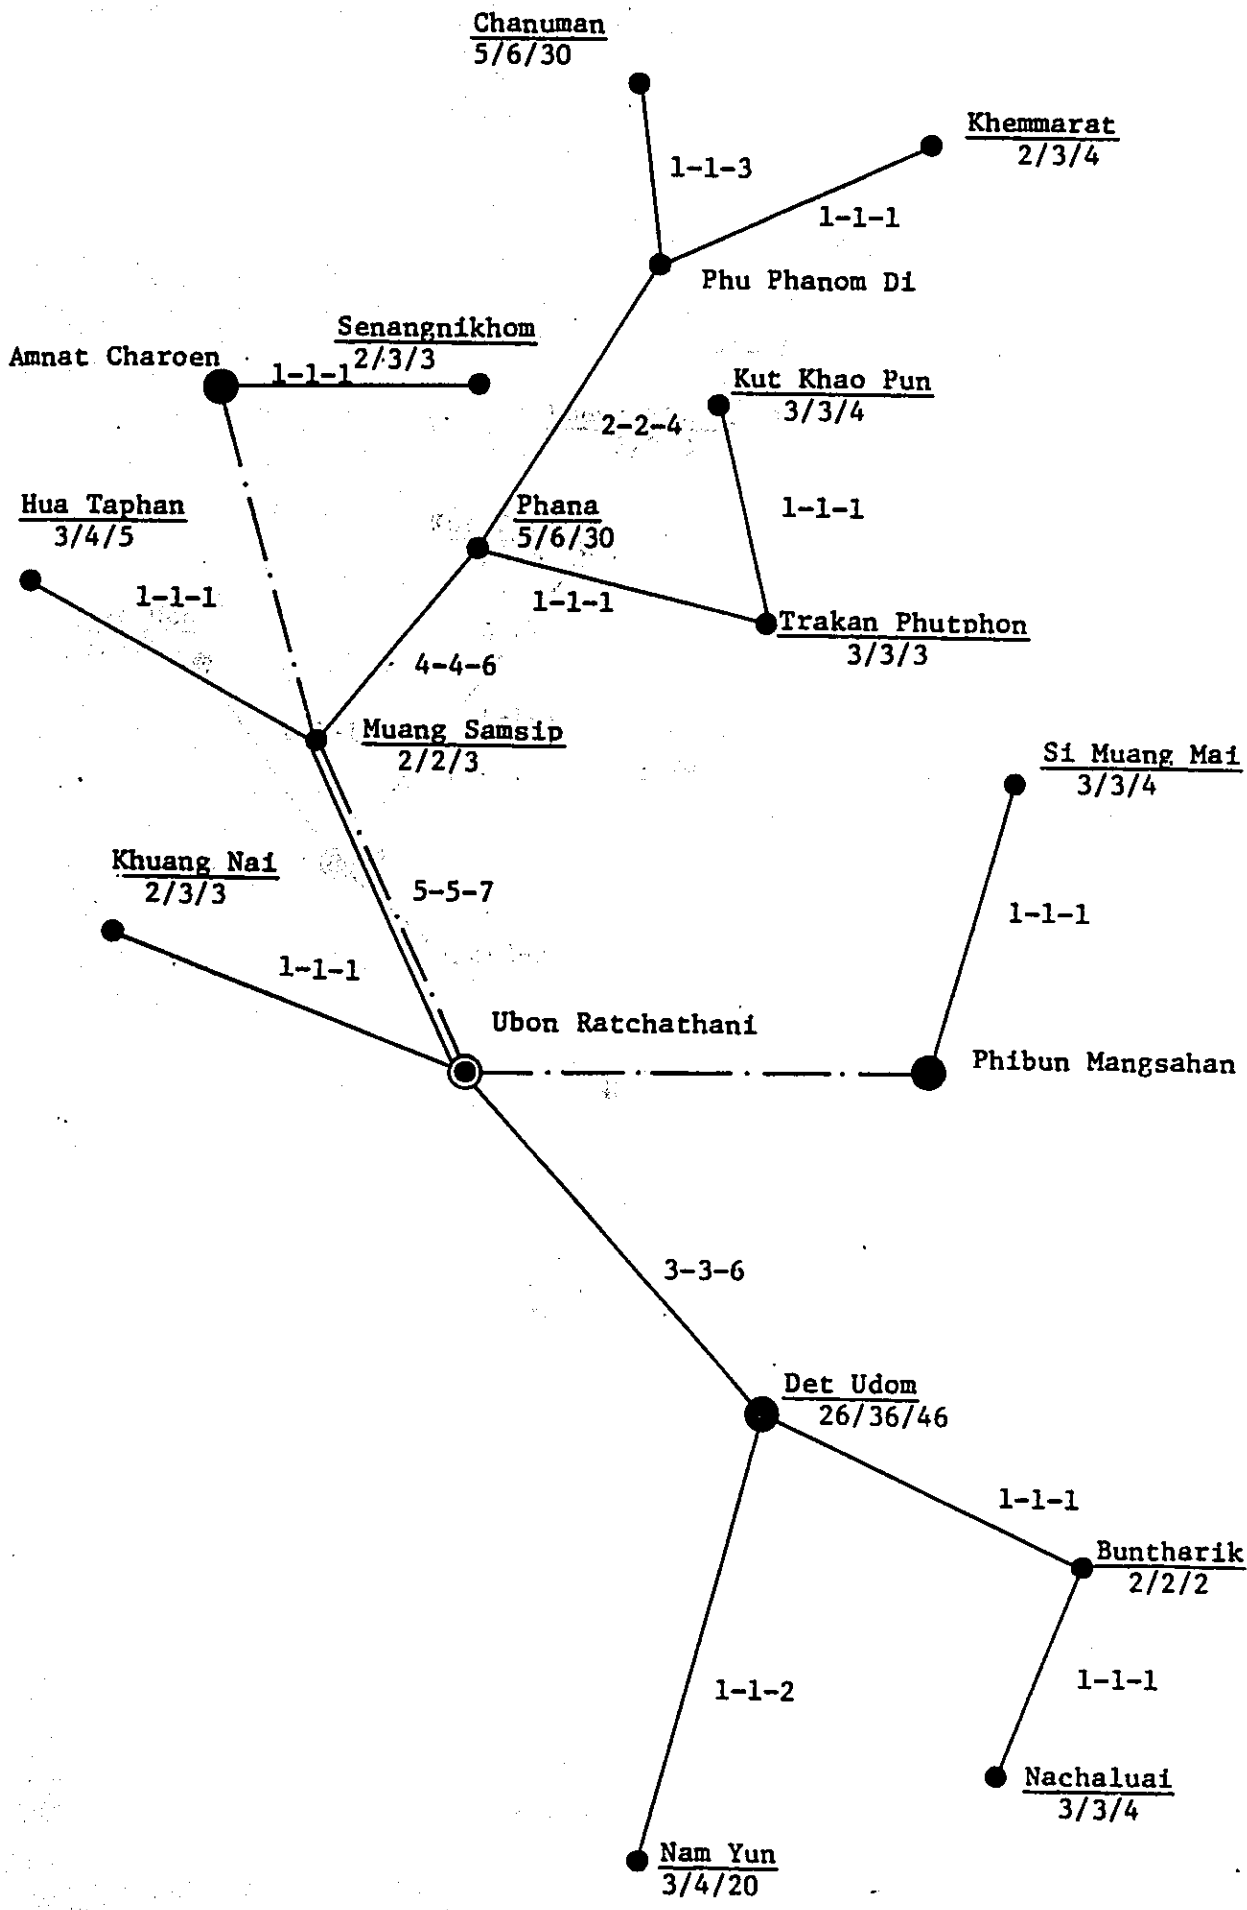 Chanuman
5/6/30
Khemmarat
2/3/4
1-1-3
1-1-1
Phu Phanom Di
Senangnikhom
2/3/3
Amnat Charoen
1-1-1
Kut Khao Pun
3/3/4
2-2-4
Hua Taphan
3/4/5
Phana
5/6/30
1-1-1
1-1-1
1-1-1
Trakan Phutphon
3/3/3
4-4-6
Muang Samsip
2/2/3
Si Muang Mai
3/3/4
Khuang Nai
2/3/3
5-5-7
1-1-1
1-1-1
Ubon Ratchathani
Phibun Mangsahan
3-3-6
Det Udom
26/36/46
1-1-1
Buntharik
2/2/2
1-1-2
1-1-1
Nachaluai
3/3/4
Nam Yun
3/4/20